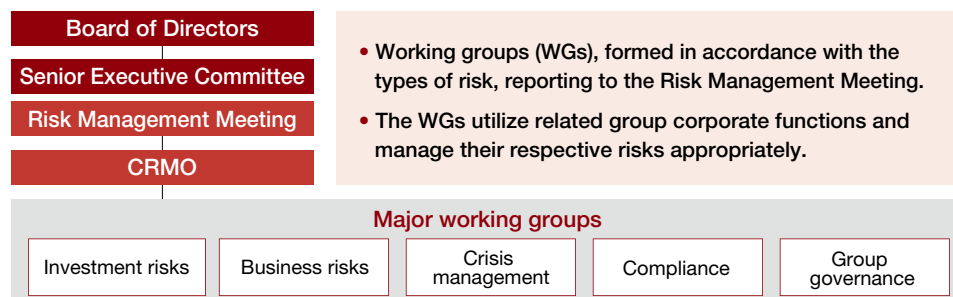 Board of Directors
Senior Executive Committee
Risk Management Meeting
CRMO
• Working groups (WGs), formed in accordance with the
types of risk, reporting to the Risk Management Meeting.
• The WGs utilize related group corporate functions and
manage their respective risks appropriately.
Major working groups
Investment risks
Business risks
Crisis
management
Compliance
Group
governance